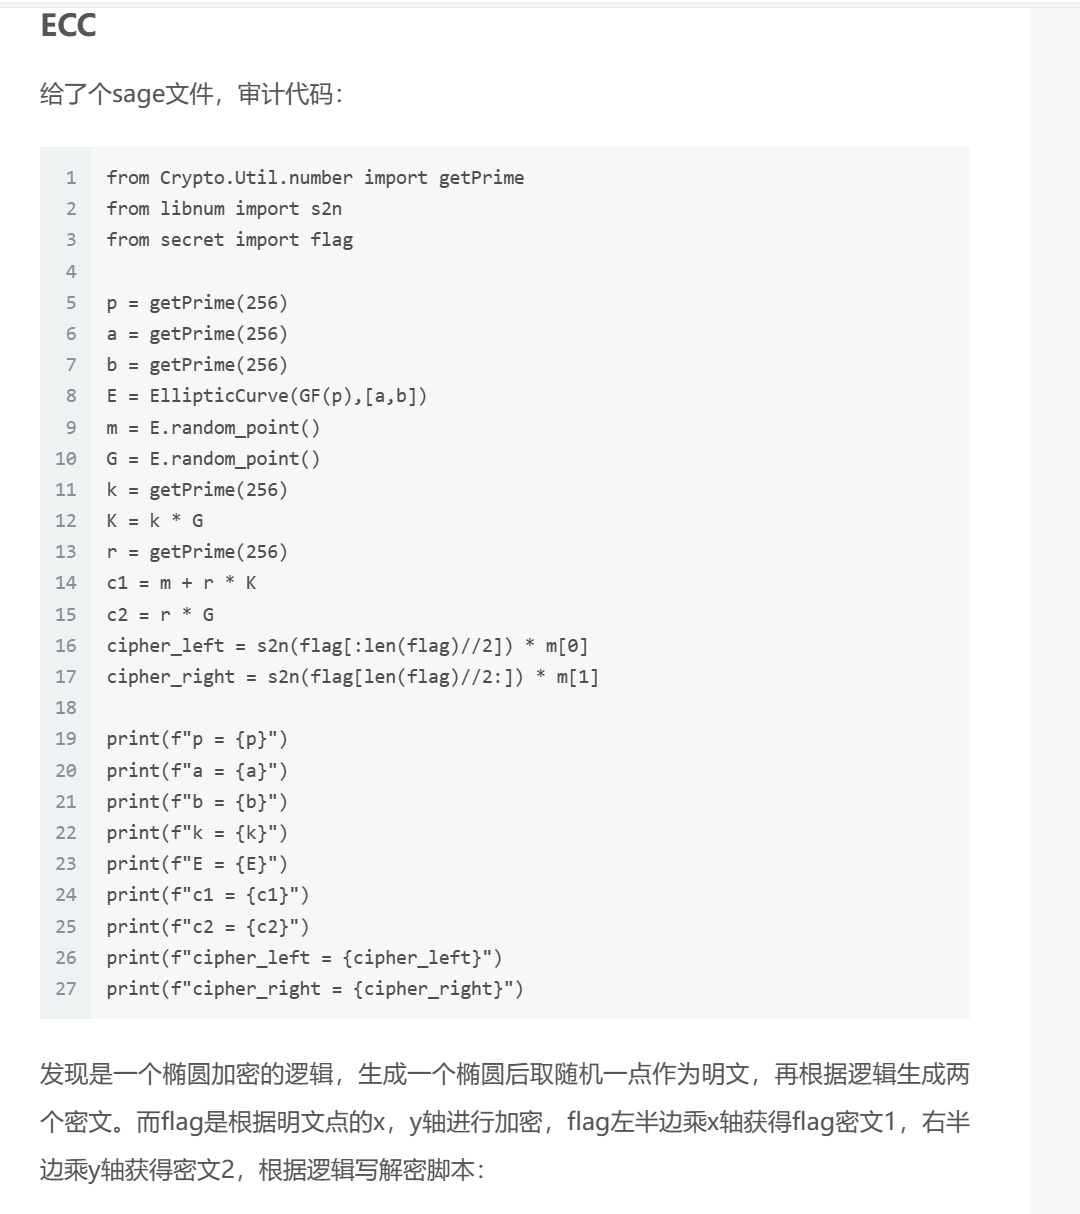 ECC
给了个sage文件，审计代码：
1 from Crypto.Util.number import getPrime
2 from libnum import s2n
3 from secret import flag
4
5 p = getPrime(256)
6 a = getPrime(256)
7 b = getPrime(256)
8 E = EllipticCurve(GF(p),[a,b])
9 m = E.random_point()
10 G = E.random_point()
11 k = getPrime(256)
12 K = k * G
13 r = getPrime(256)
14 c1 = m + r * K
15 c2 = r * G
16 cipher_left = s2n(flag[:len(flag)//2]) * m[0]
17 cipher_right = s2n(flag[len(flag)//2:]) * m[1]
18
19 print(f"p = {p}")
20 print(f"a = {a}")
21 print(f"b = {b}")
22 print(f"k = {k}")
23 print(f"E = {E}")
24 print(f"c1 = {c1}")
25 print(f"c2 = {c2}")
26 print(f"cipher_left = {cipher_left}")
27 print(f"cipher_right = {cipher_right}")
发现是一个椭圆加密的逻辑，生成一个椭圆后取随机一点作为明文，再根据逻辑生成两
个密文。而flag是根据明文点的x，y轴进行加密，flag左半边乘x轴获得flag密文1，右半
边乘y轴获得密文2，根据逻辑写解密脚本：